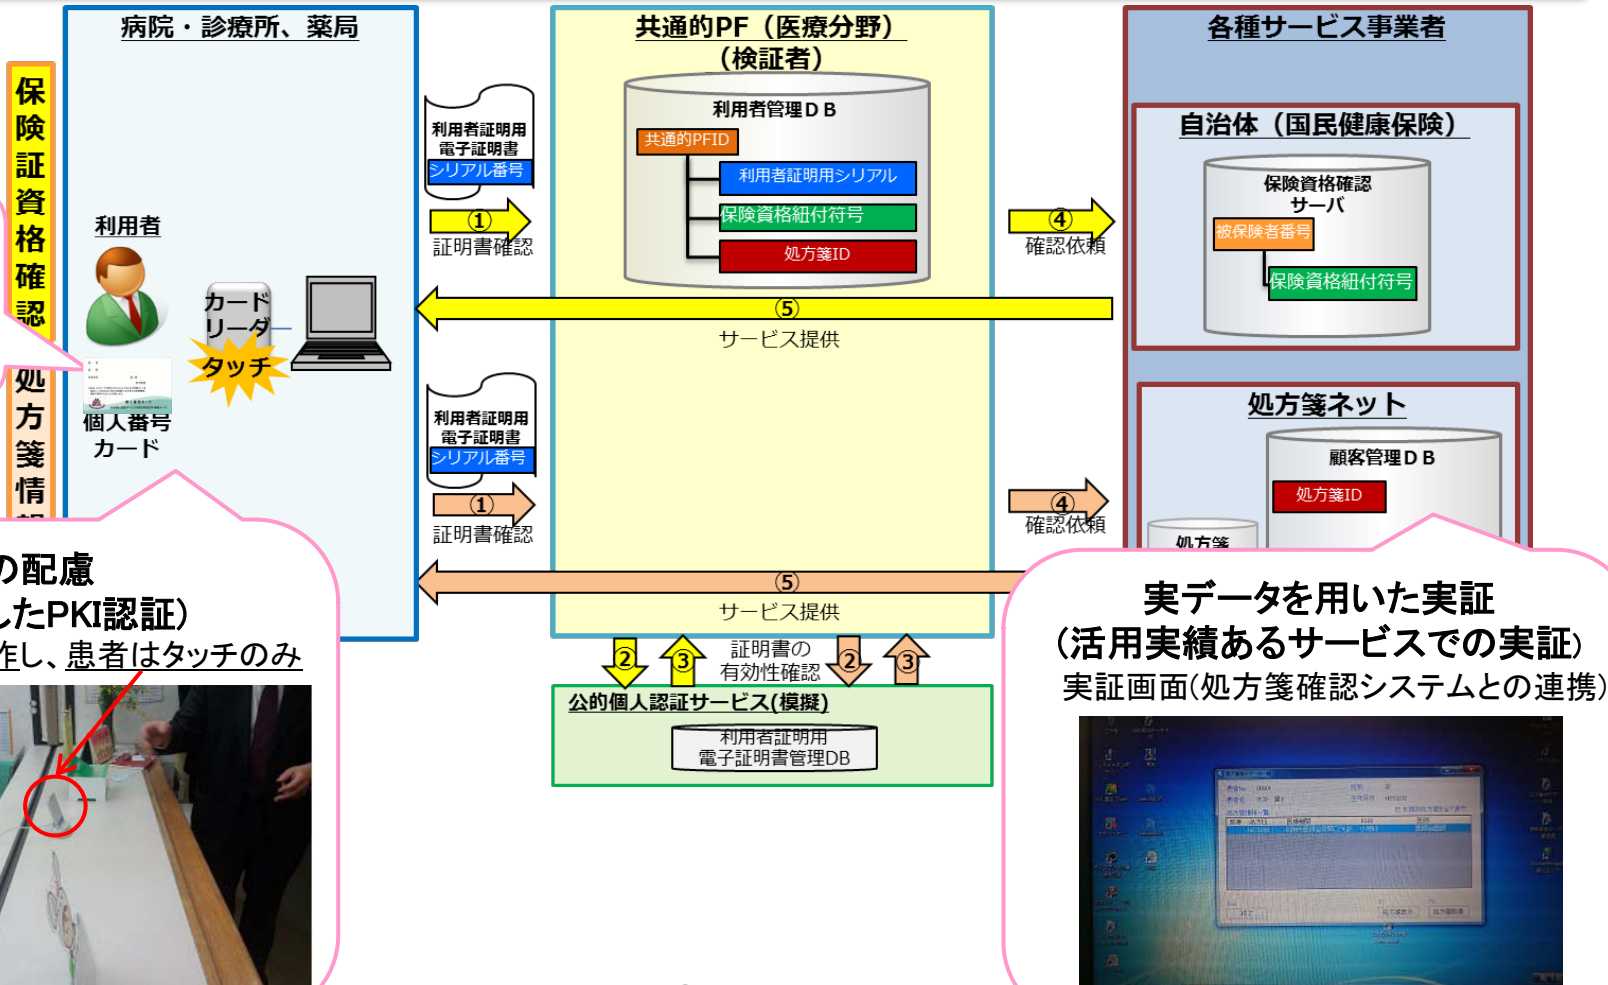 病院・診療所、薬局
共通的PF（医療分野）
（検証者）
各種サービス事業者
保険証資格確認
処方箋情
利用者
カード
リーダ
タッチ
個人番号
カード
利用者証明用
電子証明書
シリアル番号
①
証明書確認
利用者管理ＤＢ
共通的PFID
利用者証明用シリアル
保険資格紐付符号
処方箋ID
④
確認依頼
自治体（国民健康保険）
保険資格確認
サーバ
被保険者番号
保険資格紐付符号
⑤
サービス提供
利用者証明用
電子証明書
シリアル番号
①
証明書確認
④
確認依頼
処方箋ネット
顧客管理ＤＢ
処方箋ID
処方箋
⑤
サービス提供
②
③
証明書の
有効性確認
②
③
公的個人認証サービス(模擬)
利用者証明用
電子証明書管理DB
の配慮
したPKI認証）
作し、患者はタッチのみ
実データを用いた実証
（活用実績あるサービスでの実証）
実証画面(処方箋確認システムとの連携)